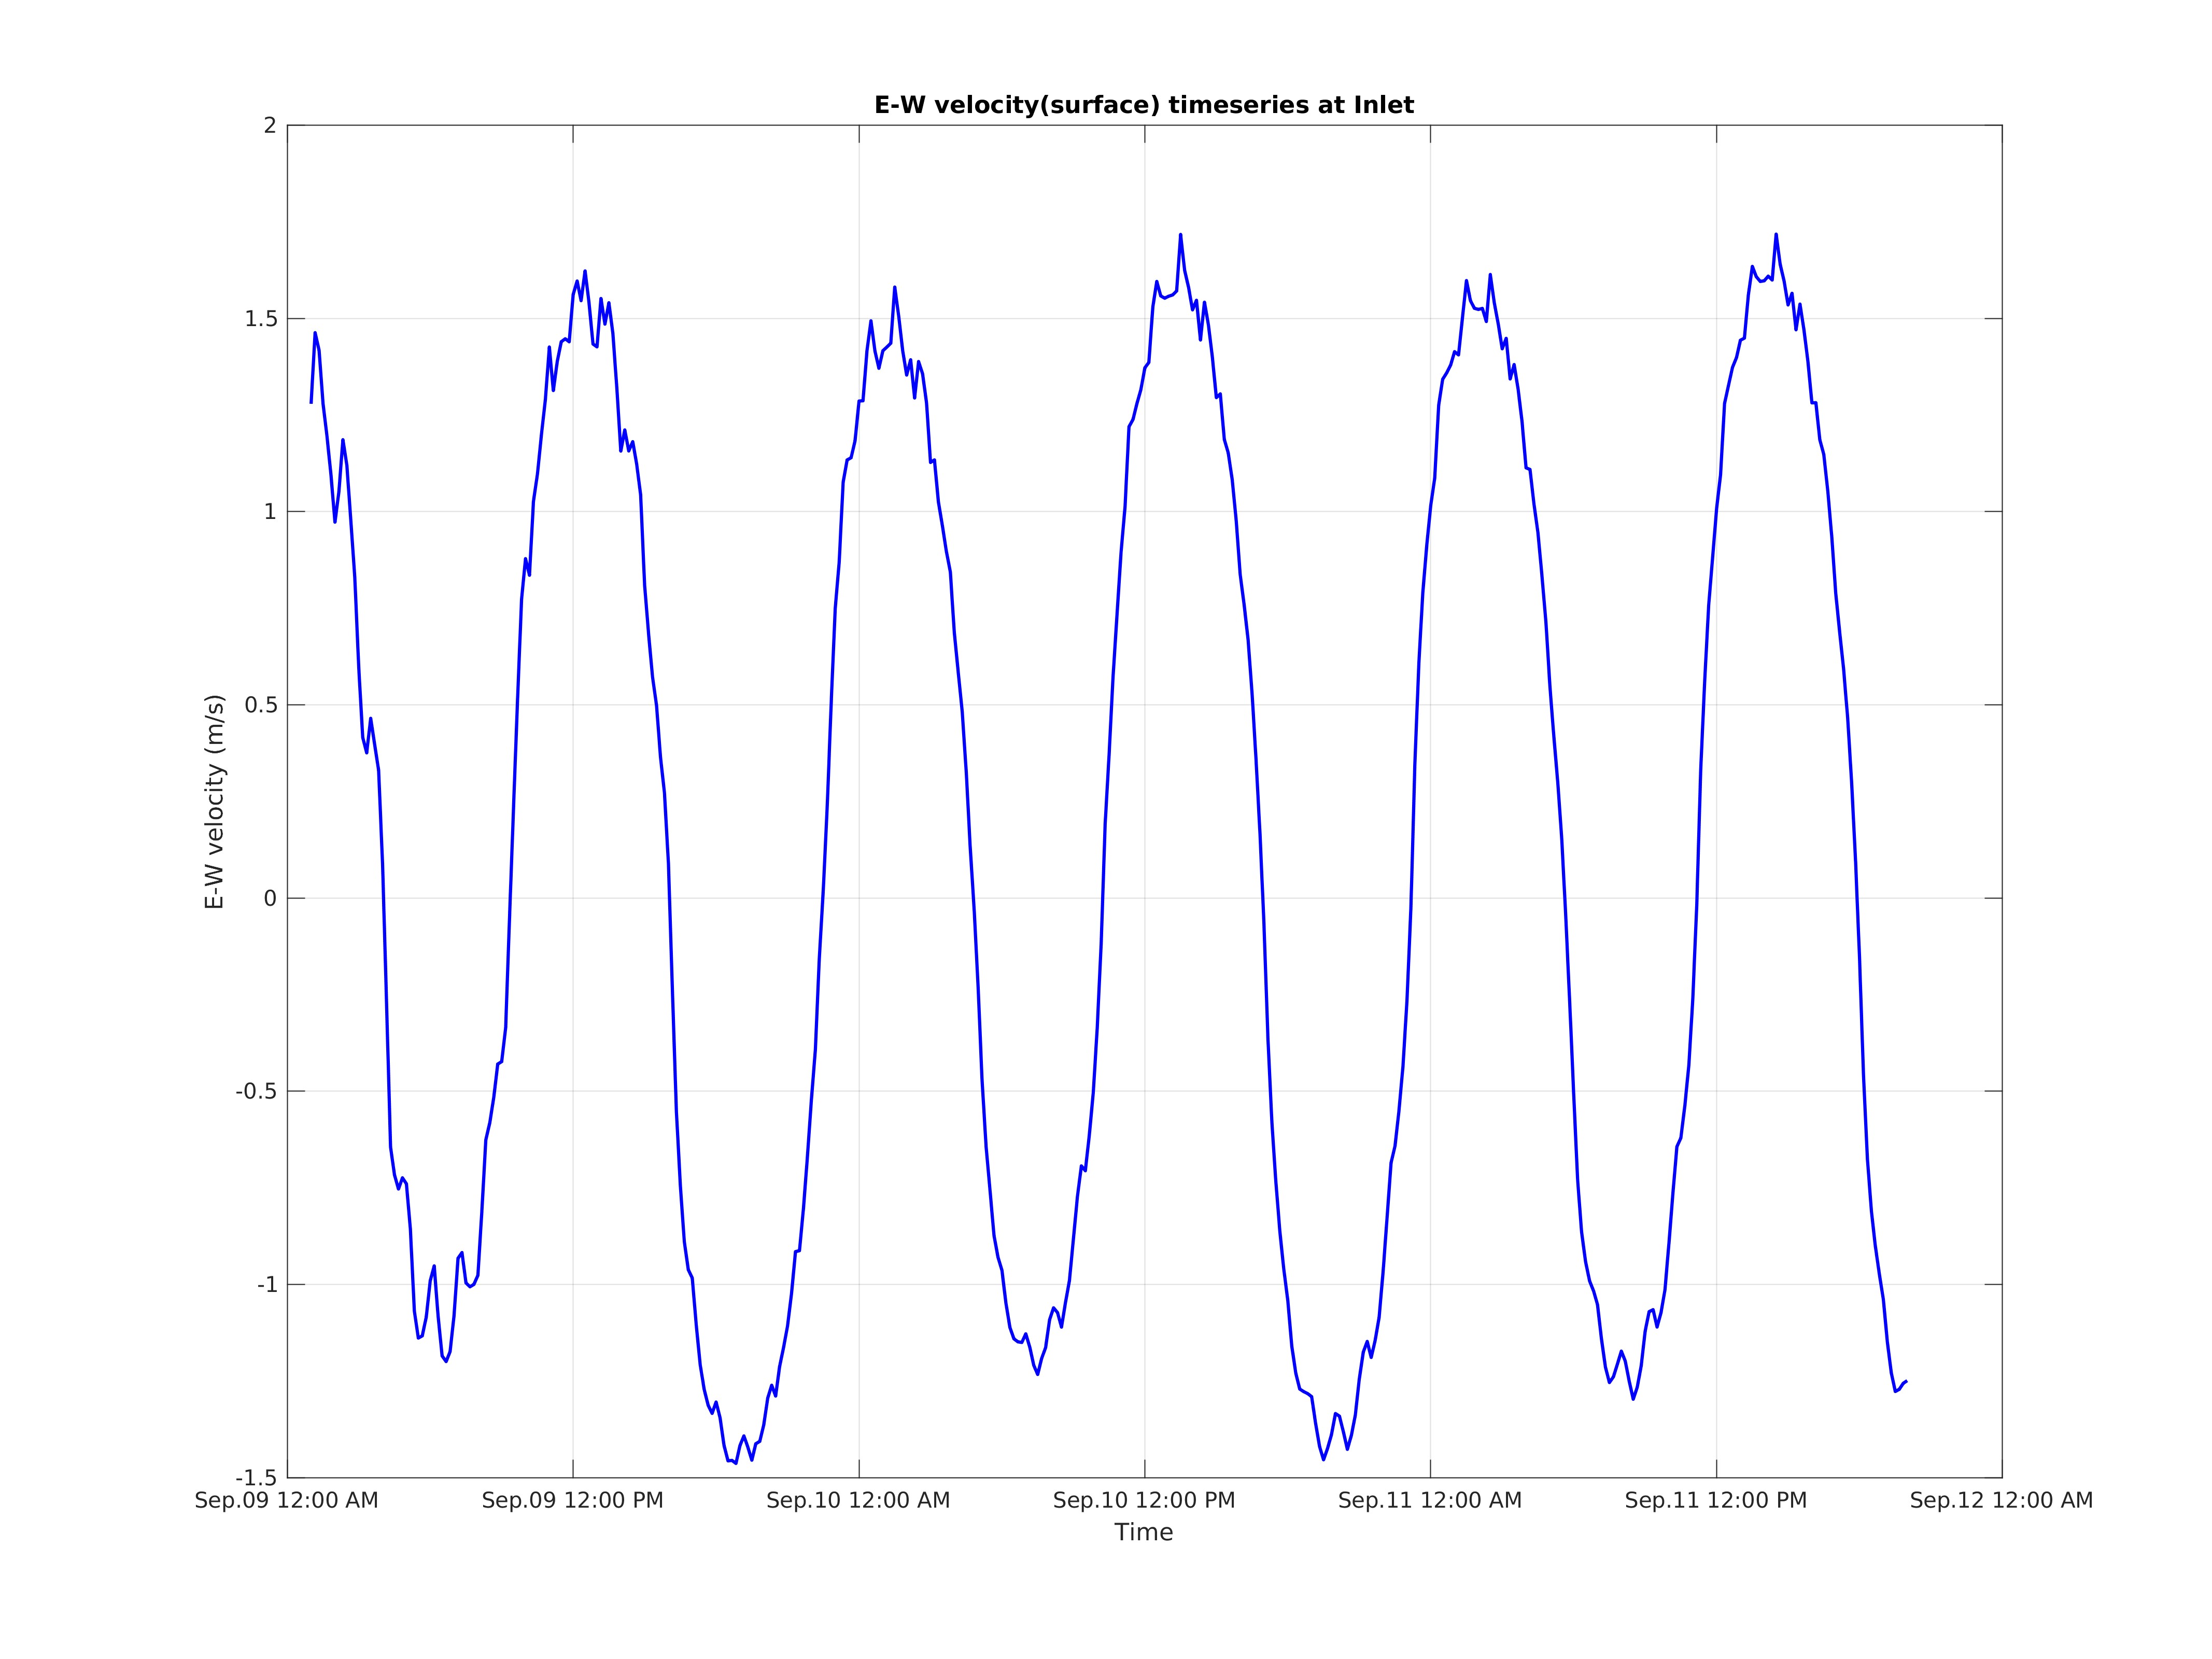 E-W velocity(surface) timeseries at Inlet
2
1.5
1
0.5
0
-0.5
-1
-1.5
E-W velocity (m/s)
Sep.09 12:00 AM Sep.09 12:00 PM Sep.10 12:00 AM Sep.10 12:00 PM Sep.11 12:00 AM Sep.11 12:00 PM Sep.12 12:00 AM
Time